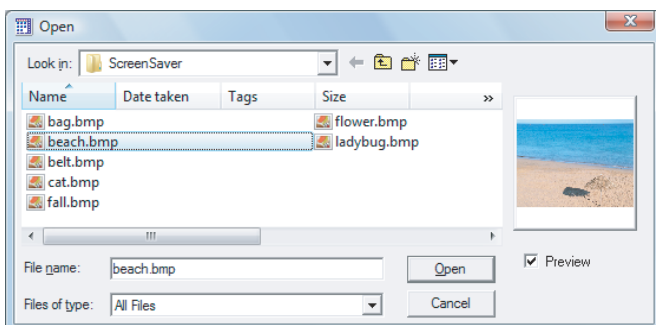 Open
Look in: ScreenSaver
Name Date taken Tags Size »
bag.bmp flower.bmp
beach.bmp ladybug.bmp
belt.bmp
cat.bmp
fall.bmp
File name: beach.bmp Open Preview
Files of type: All Files Cancel